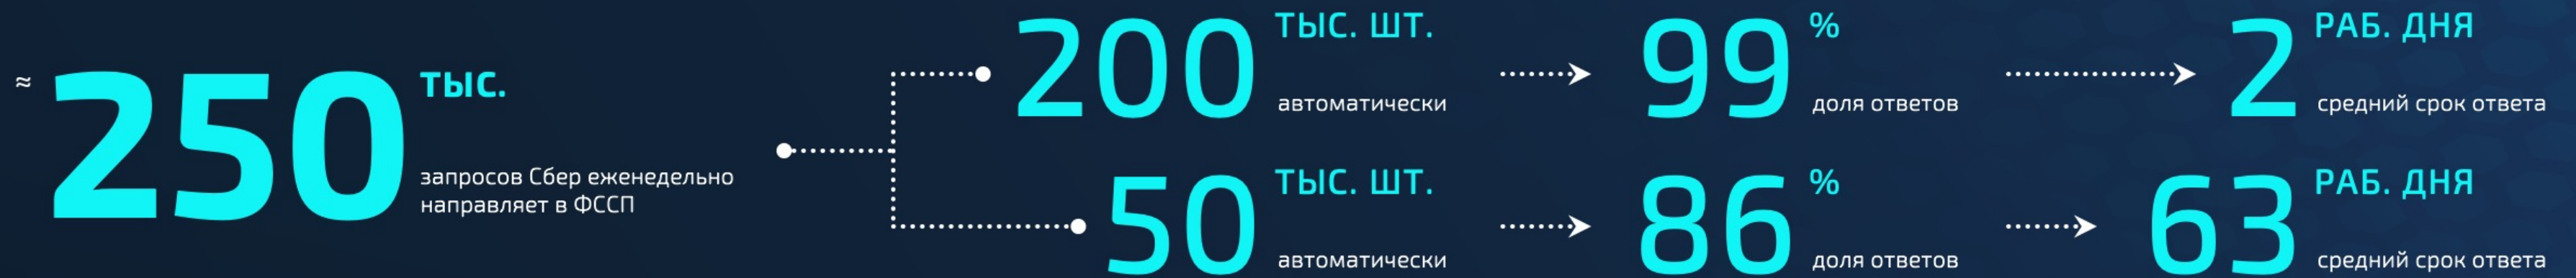 ≈ 250 ТЫС.
запросов Сбер еженедельно
направляет в ФССП
200 ТЫС. ШТ.
автоматически
99 %
доля ответов
2 РАБ. ДНЯ
средний срок ответа
50 ТЫС. ШТ.
автоматически
86 %
доля ответов
63 РАБ. ДНЯ
средний срок ответа